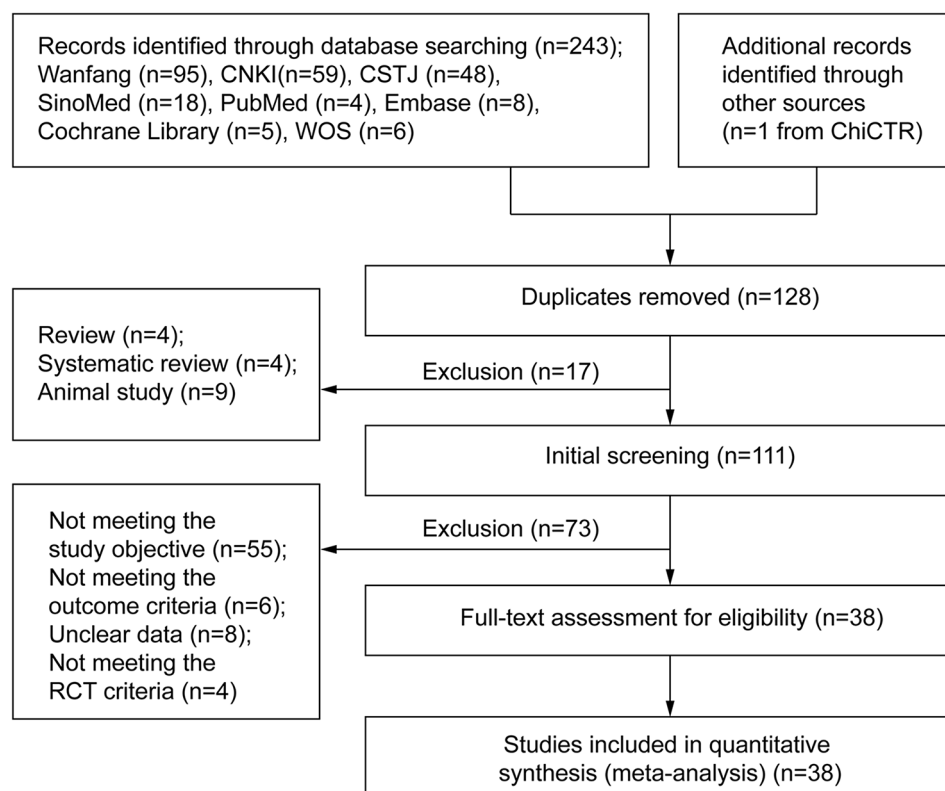 Records identified through database searching (n=243);
Wanfang (n=95), CNKI(n=59), CSTJ (n=48),
SinoMed (n=18), PubMed (n=4), Embase (n=8),
Cochrane Library (n=5), WOS (n=6)
Additional records
identified through
other sources
(n=1 from ChiCTR)
Duplicates removed (n=128)
Review (n=4);
Systematic review (n=4);
Animal study (n=9)
Exclusion (n=17)
Initial screening (n=111)
Not meeting the
study objective (n=55);
Not meeting the
outcome criteria (n=6);
Unclear data (n=8);
Not meeting the
RCT criteria (n=4)
Exclusion (n=73)
Full-text assessment for eligibility (n=38)
Studies included in quantitative
synthesis (meta-analysis) (n=38)